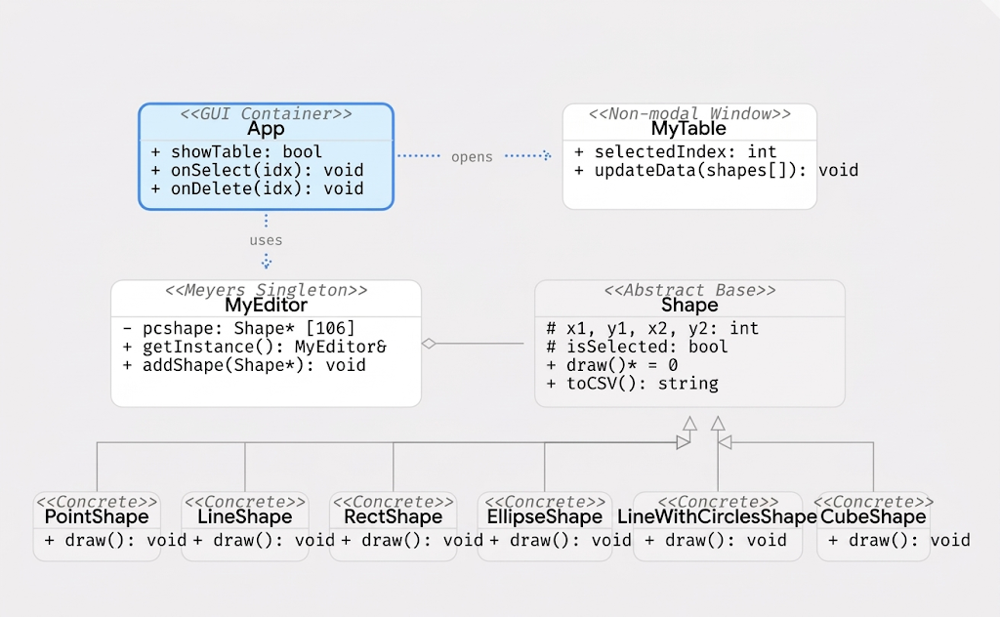 <<GUI Container>>
App
+ showTable: bool
+ onSelect(idx): void
+ onDelete(idx): void
opens
<<Non-modal Window>>
MyTable
+ selectedIndex: int
+ updateData(shapes[]): void
uses
<<Meyers Singleton>>
MyEditor
- pcshape: Shape* [106]
+ getInstance(): MyEditor&
+ addShape(Shape*): void
<<Abstract Base>>
Shape
# x1, y1, x2, y2: int
# isSelected: bool
+ draw()* = 0
+ toCSV(): string
<<Concrete>>
PointShape
+ draw(): void
<<Concrete>>
LineShape
+ draw(): void
<<Concrete>>
RectShape
+ draw(): void
<<Concrete>>
EllipseShape
+ draw(): void
<<Concrete>>
LineWithCirclesShape
+ draw(): void
<<Concrete>>
CubeShape
+ draw(): void